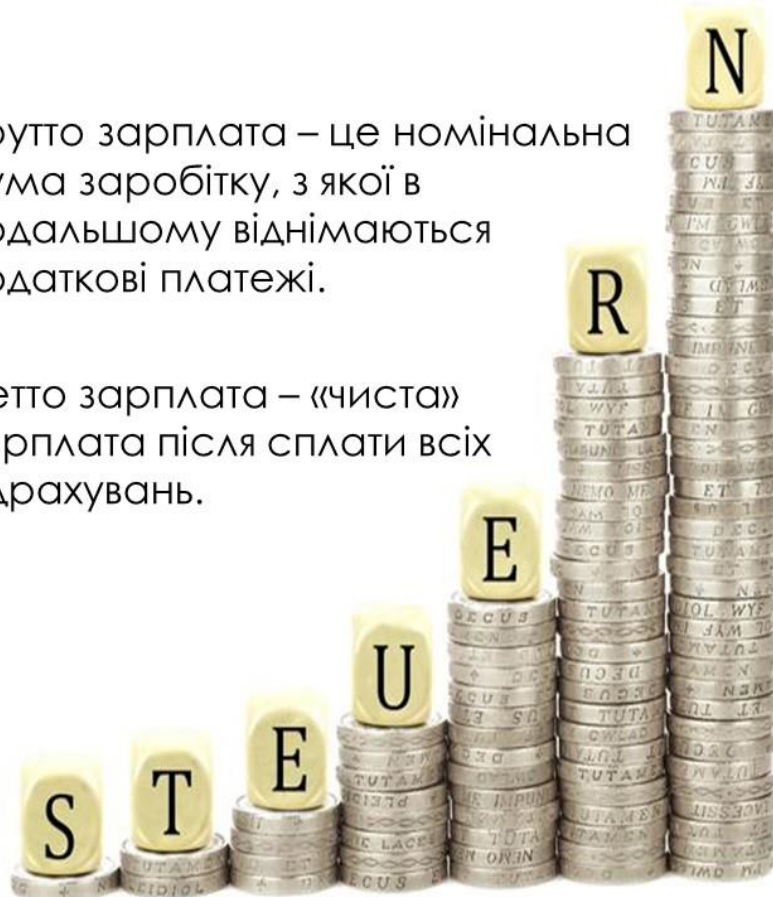 рутто зарплата – це номінальна
ума заробітку, з якої в
одальшому віднімаються
одаткові платежі.
етто зарплата – «чиста»
рплата після сплати всіх
драхувань.
STEUERN